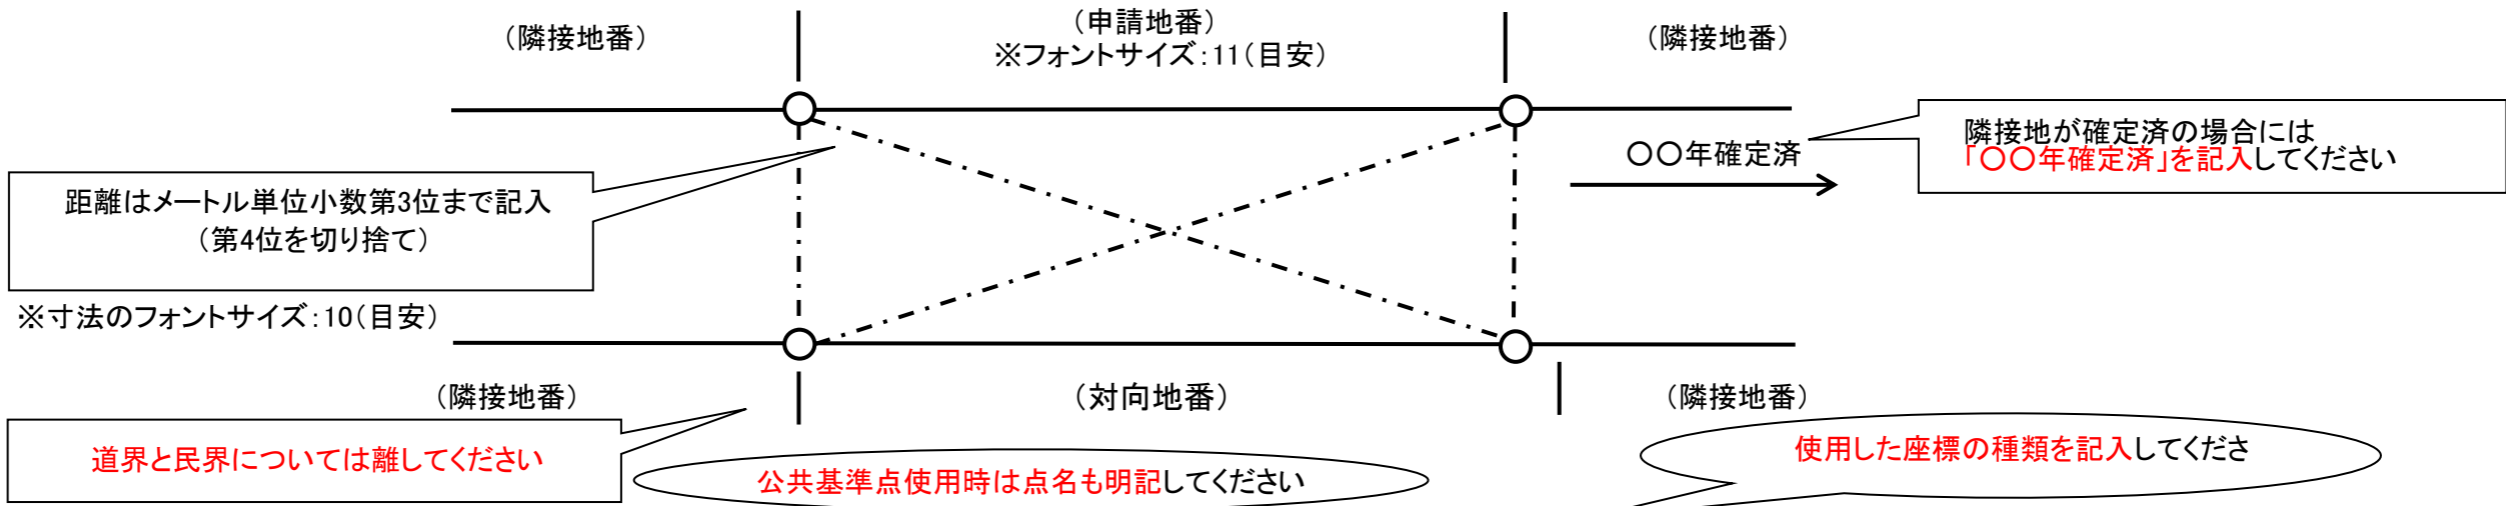 （隣接地番）
（申請地番）
※フォントサイズ：11（目安）
（隣接地番）
〇〇年確定済
隣接地が確定済の場合には
「〇〇年確定済」を記入してください
距離はメートル単位小数第3位まで記入
（第4位を切り捨て）
※寸法のフォントサイズ：10（目安）
（隣接地番）
（対向地番）
（隣接地番）
道界と民界については離してください
公共基準点使用時は点名も明記してください
使用した座標の種類を記入してくださ